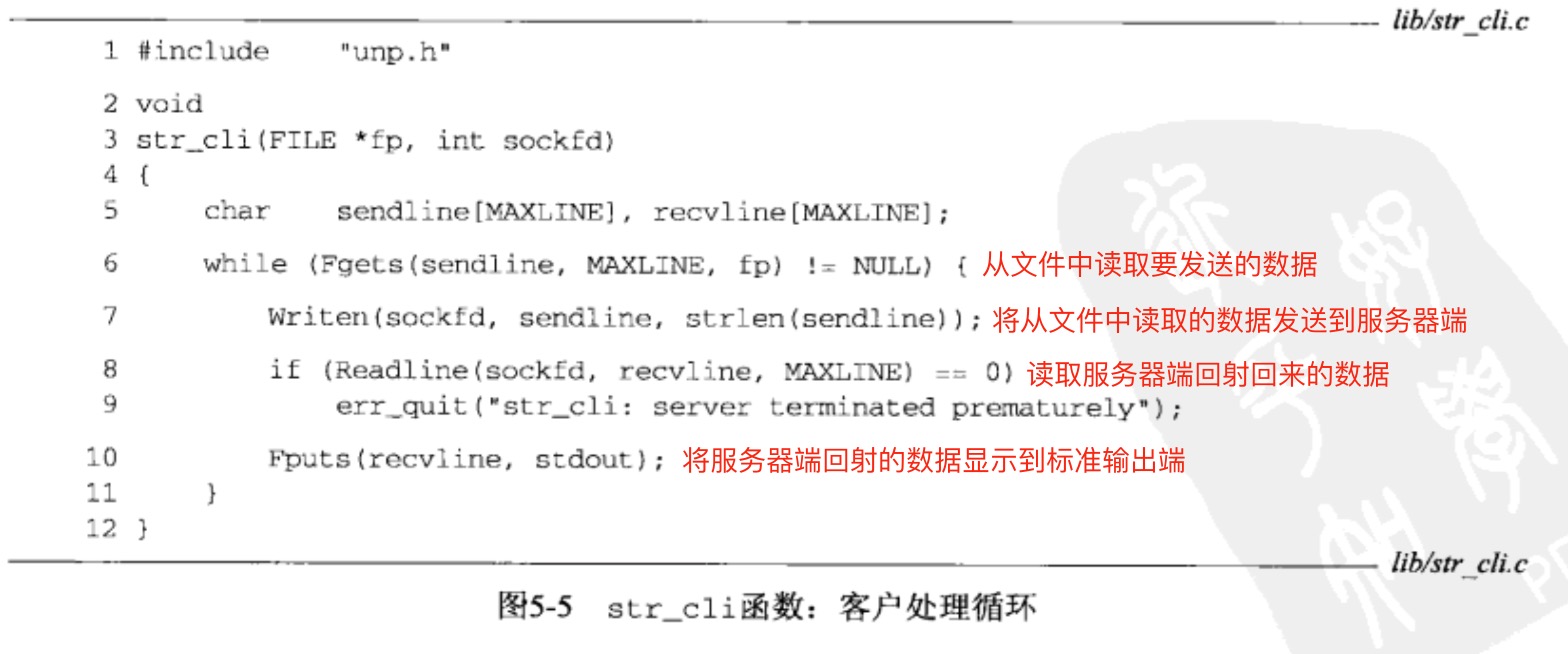 lib/str_cli.c
1 #include "unp.h"
2 void
3 str_cli(FILE *fp, int sockfd)
4 {
5 char sendline[MAXLINE], recvline[MAXLINE];
6 while (Fgets(sendline, MAXLINE, fp) != NULL) { 从文件中读取要发送的数据
7 Writen(sockfd, sendline, strlen(sendline)); 将从文件中读取的数据发送到服务器端
8 if (Readline(sockfd, recvline, MAXLINE) == 0) 读取服务器端回射回来的数据
9 err_quit("str_cli: server terminated prematurely");
10 Fputs(recvline, stdout); 将服务器端回射的数据显示到标准输出端
11 }
12 }
lib/str_cli.c
图5-5 str_cli函数：客户处理循环